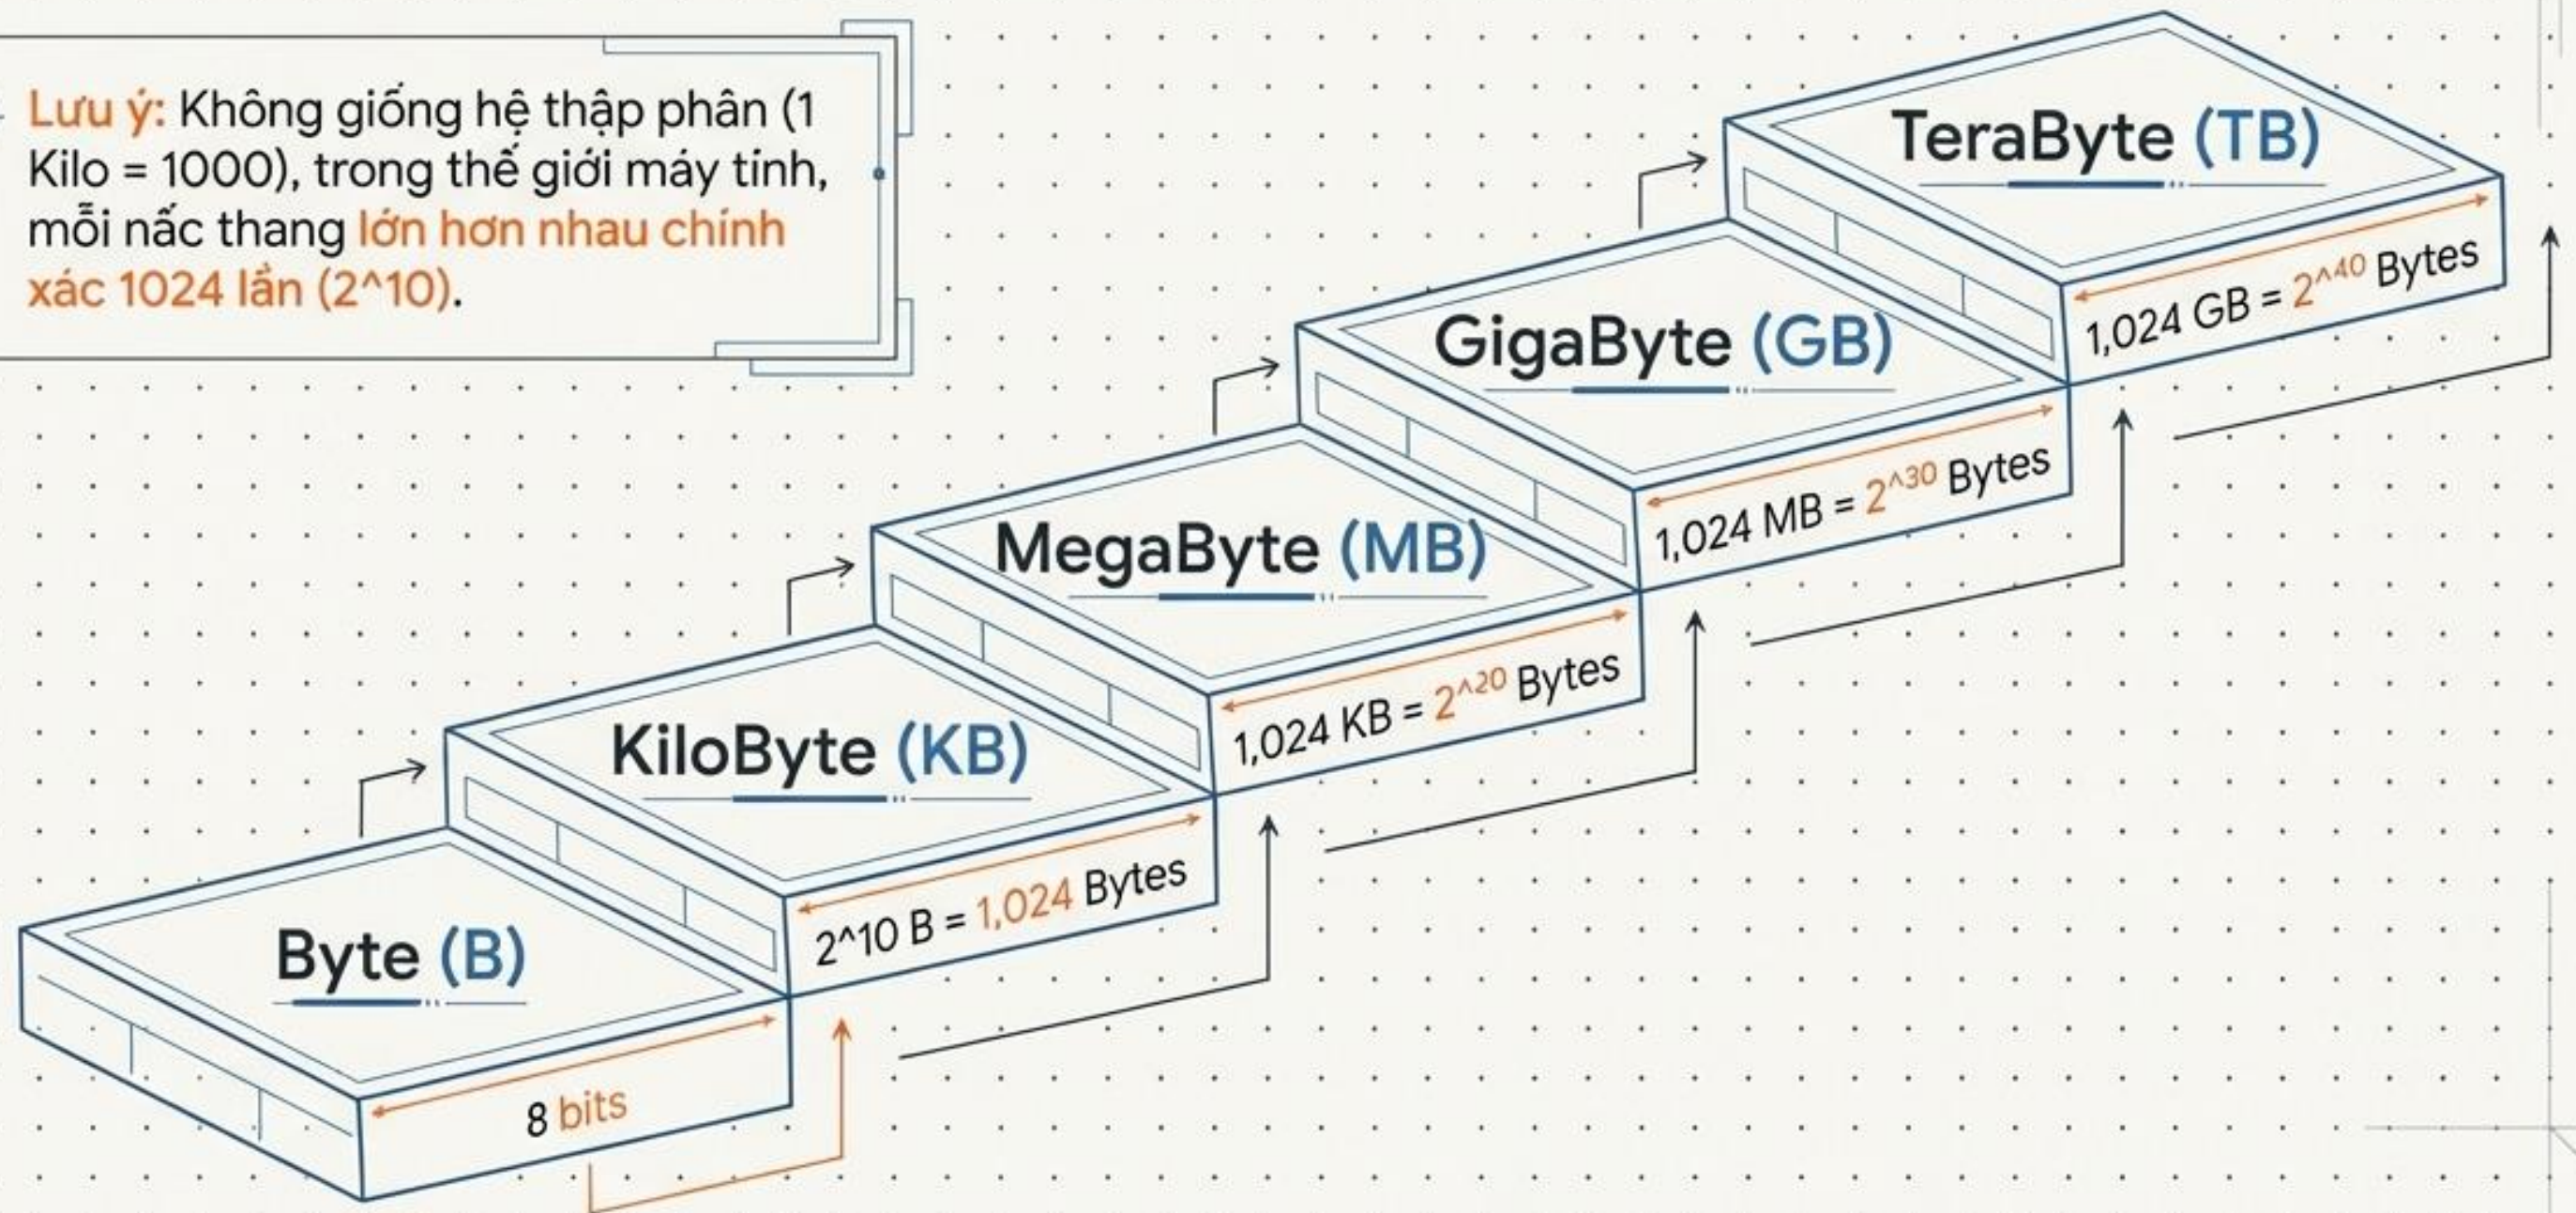 Lưu ý: Không giống hệ thập phân (1
Kilo = 1000), trong thế giới máy tính,
mỗi nấc thang lớn hơn nhau chính
xác 1024 lần (2^10).
TeraByte (TB)
1,024 GB = 2^40 Bytes
GigaByte (GB)
1,024 MB = 2^30 Bytes
MegaByte (MB)
1,024 KB = 2^20 Bytes
KiloByte (KB)
2^10 B = 1,024 Bytes
Byte (B)
8 bits